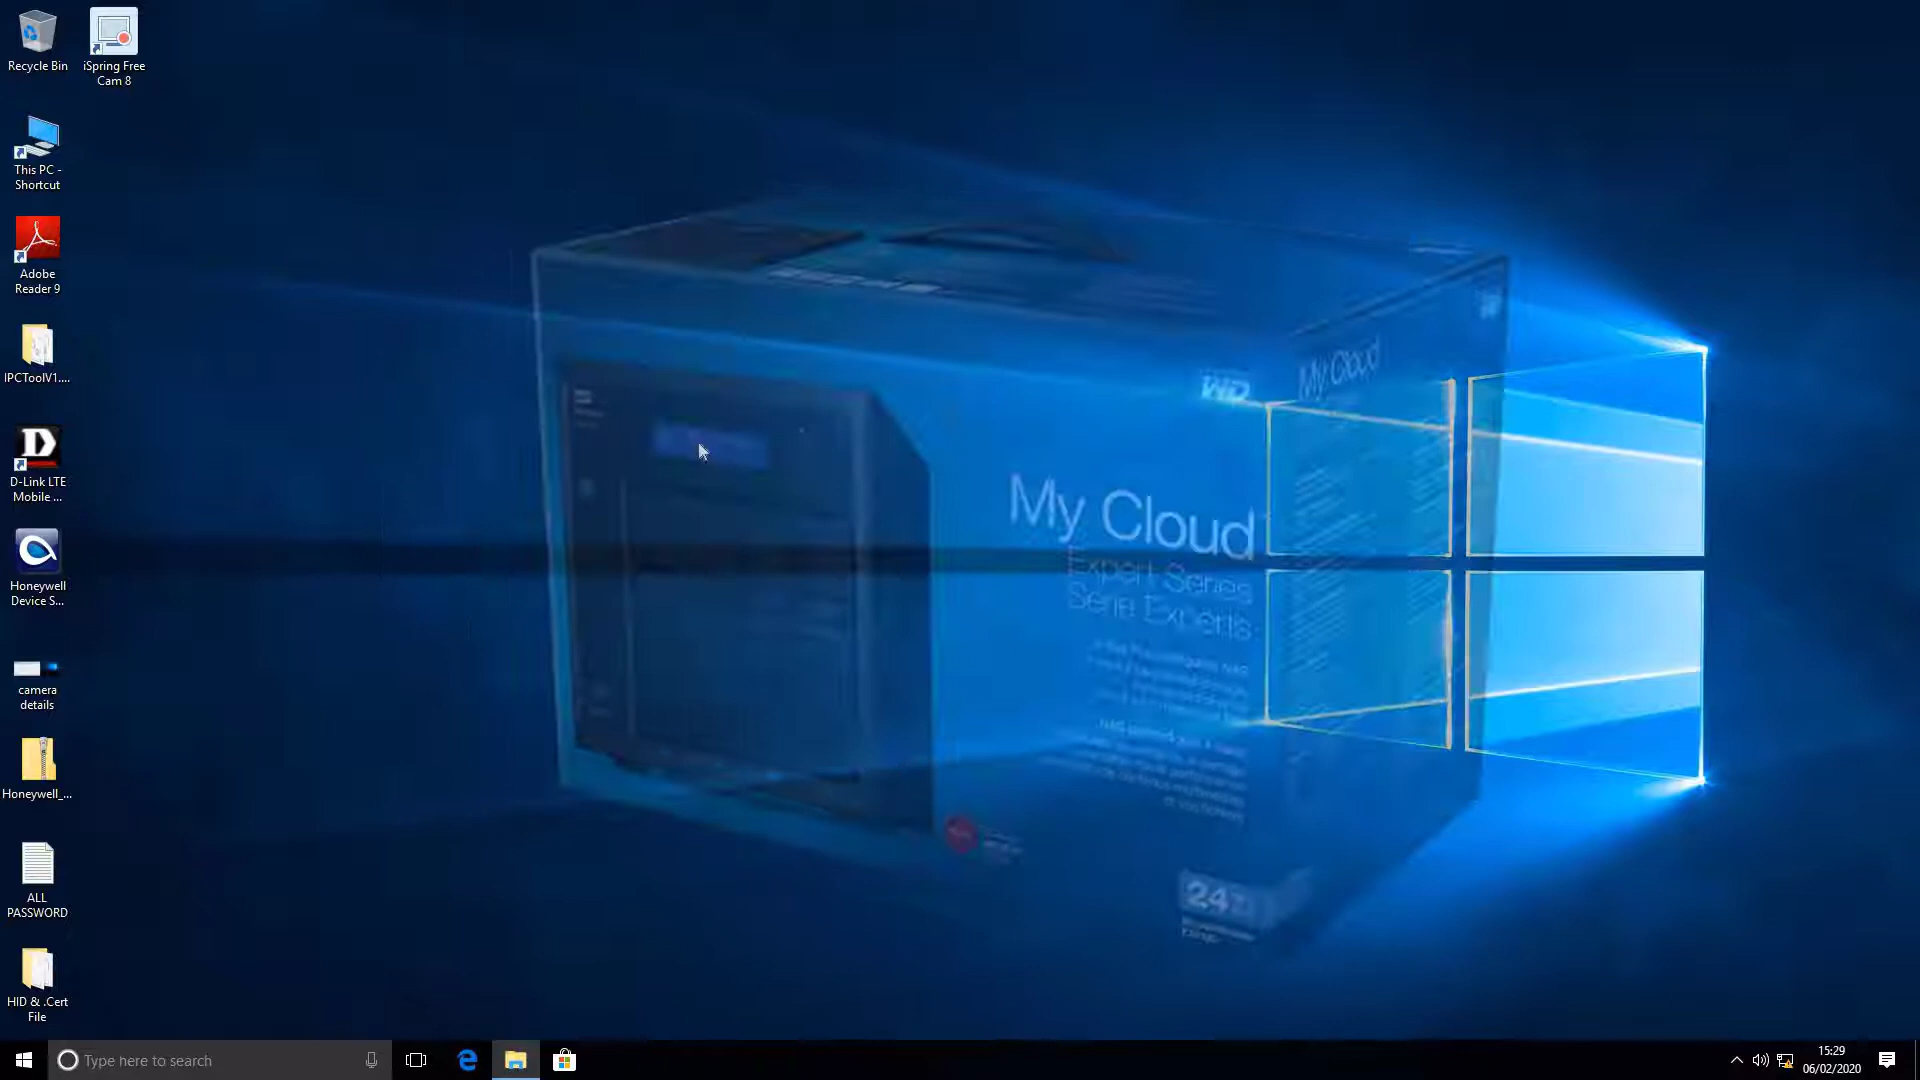 Recycle Bin
iSpring Free
Cam 8
This PC -
Shortcut
Adobe
Reader 9
IPCToolV1....
D-Link LTE
Mobile ...
Honeywell
Device S...
camera
details
Honeywell_...
ALL
PASSWORD
HID & .Cert
File
WD
My Cloud
My Cloud
Expert Series
Série Experts
24
Type here to search
15:29
06/02/2020